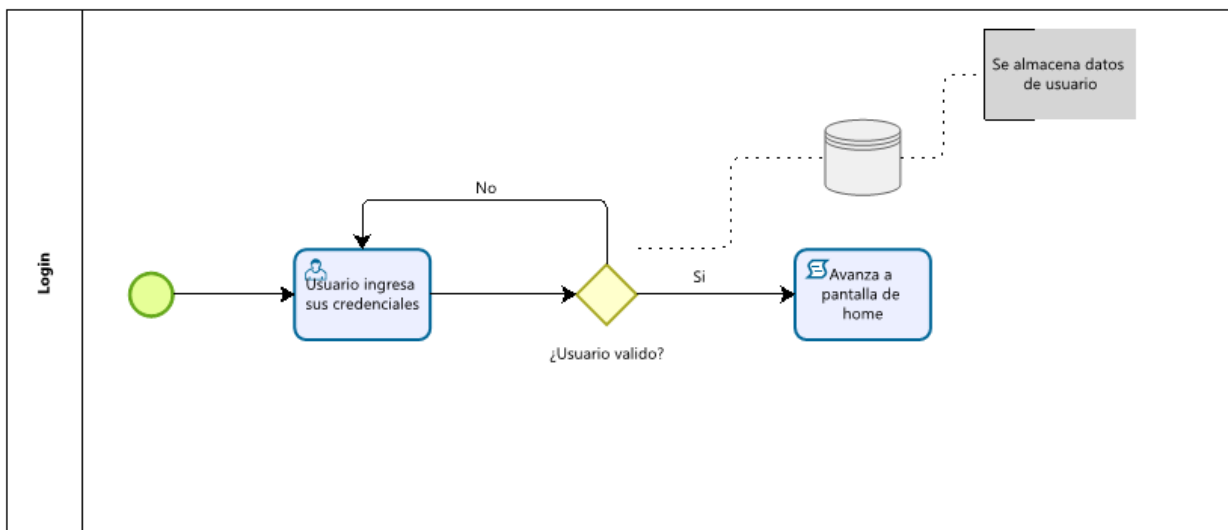 Login
Se almacena datos
de usuario
No
Usuario ingresa
sus credenciales
Si
Avanza a
pantalla de
home
¿Usuario valido?